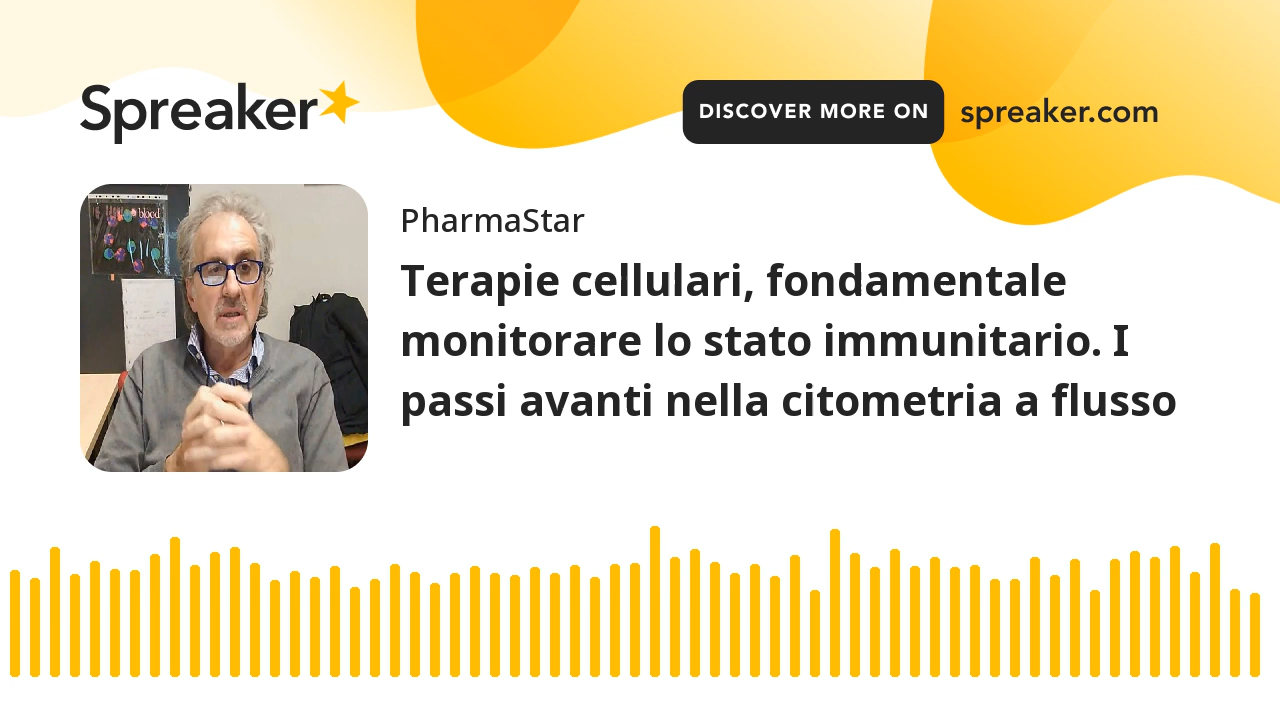 Spreaker
DISCOVER MORE ON
spreaker.com
blood
PharmaStar
Terapie cellulari, fondamentale
monitorare lo stato immunitario. I
passi avanti nella citometria a flusso